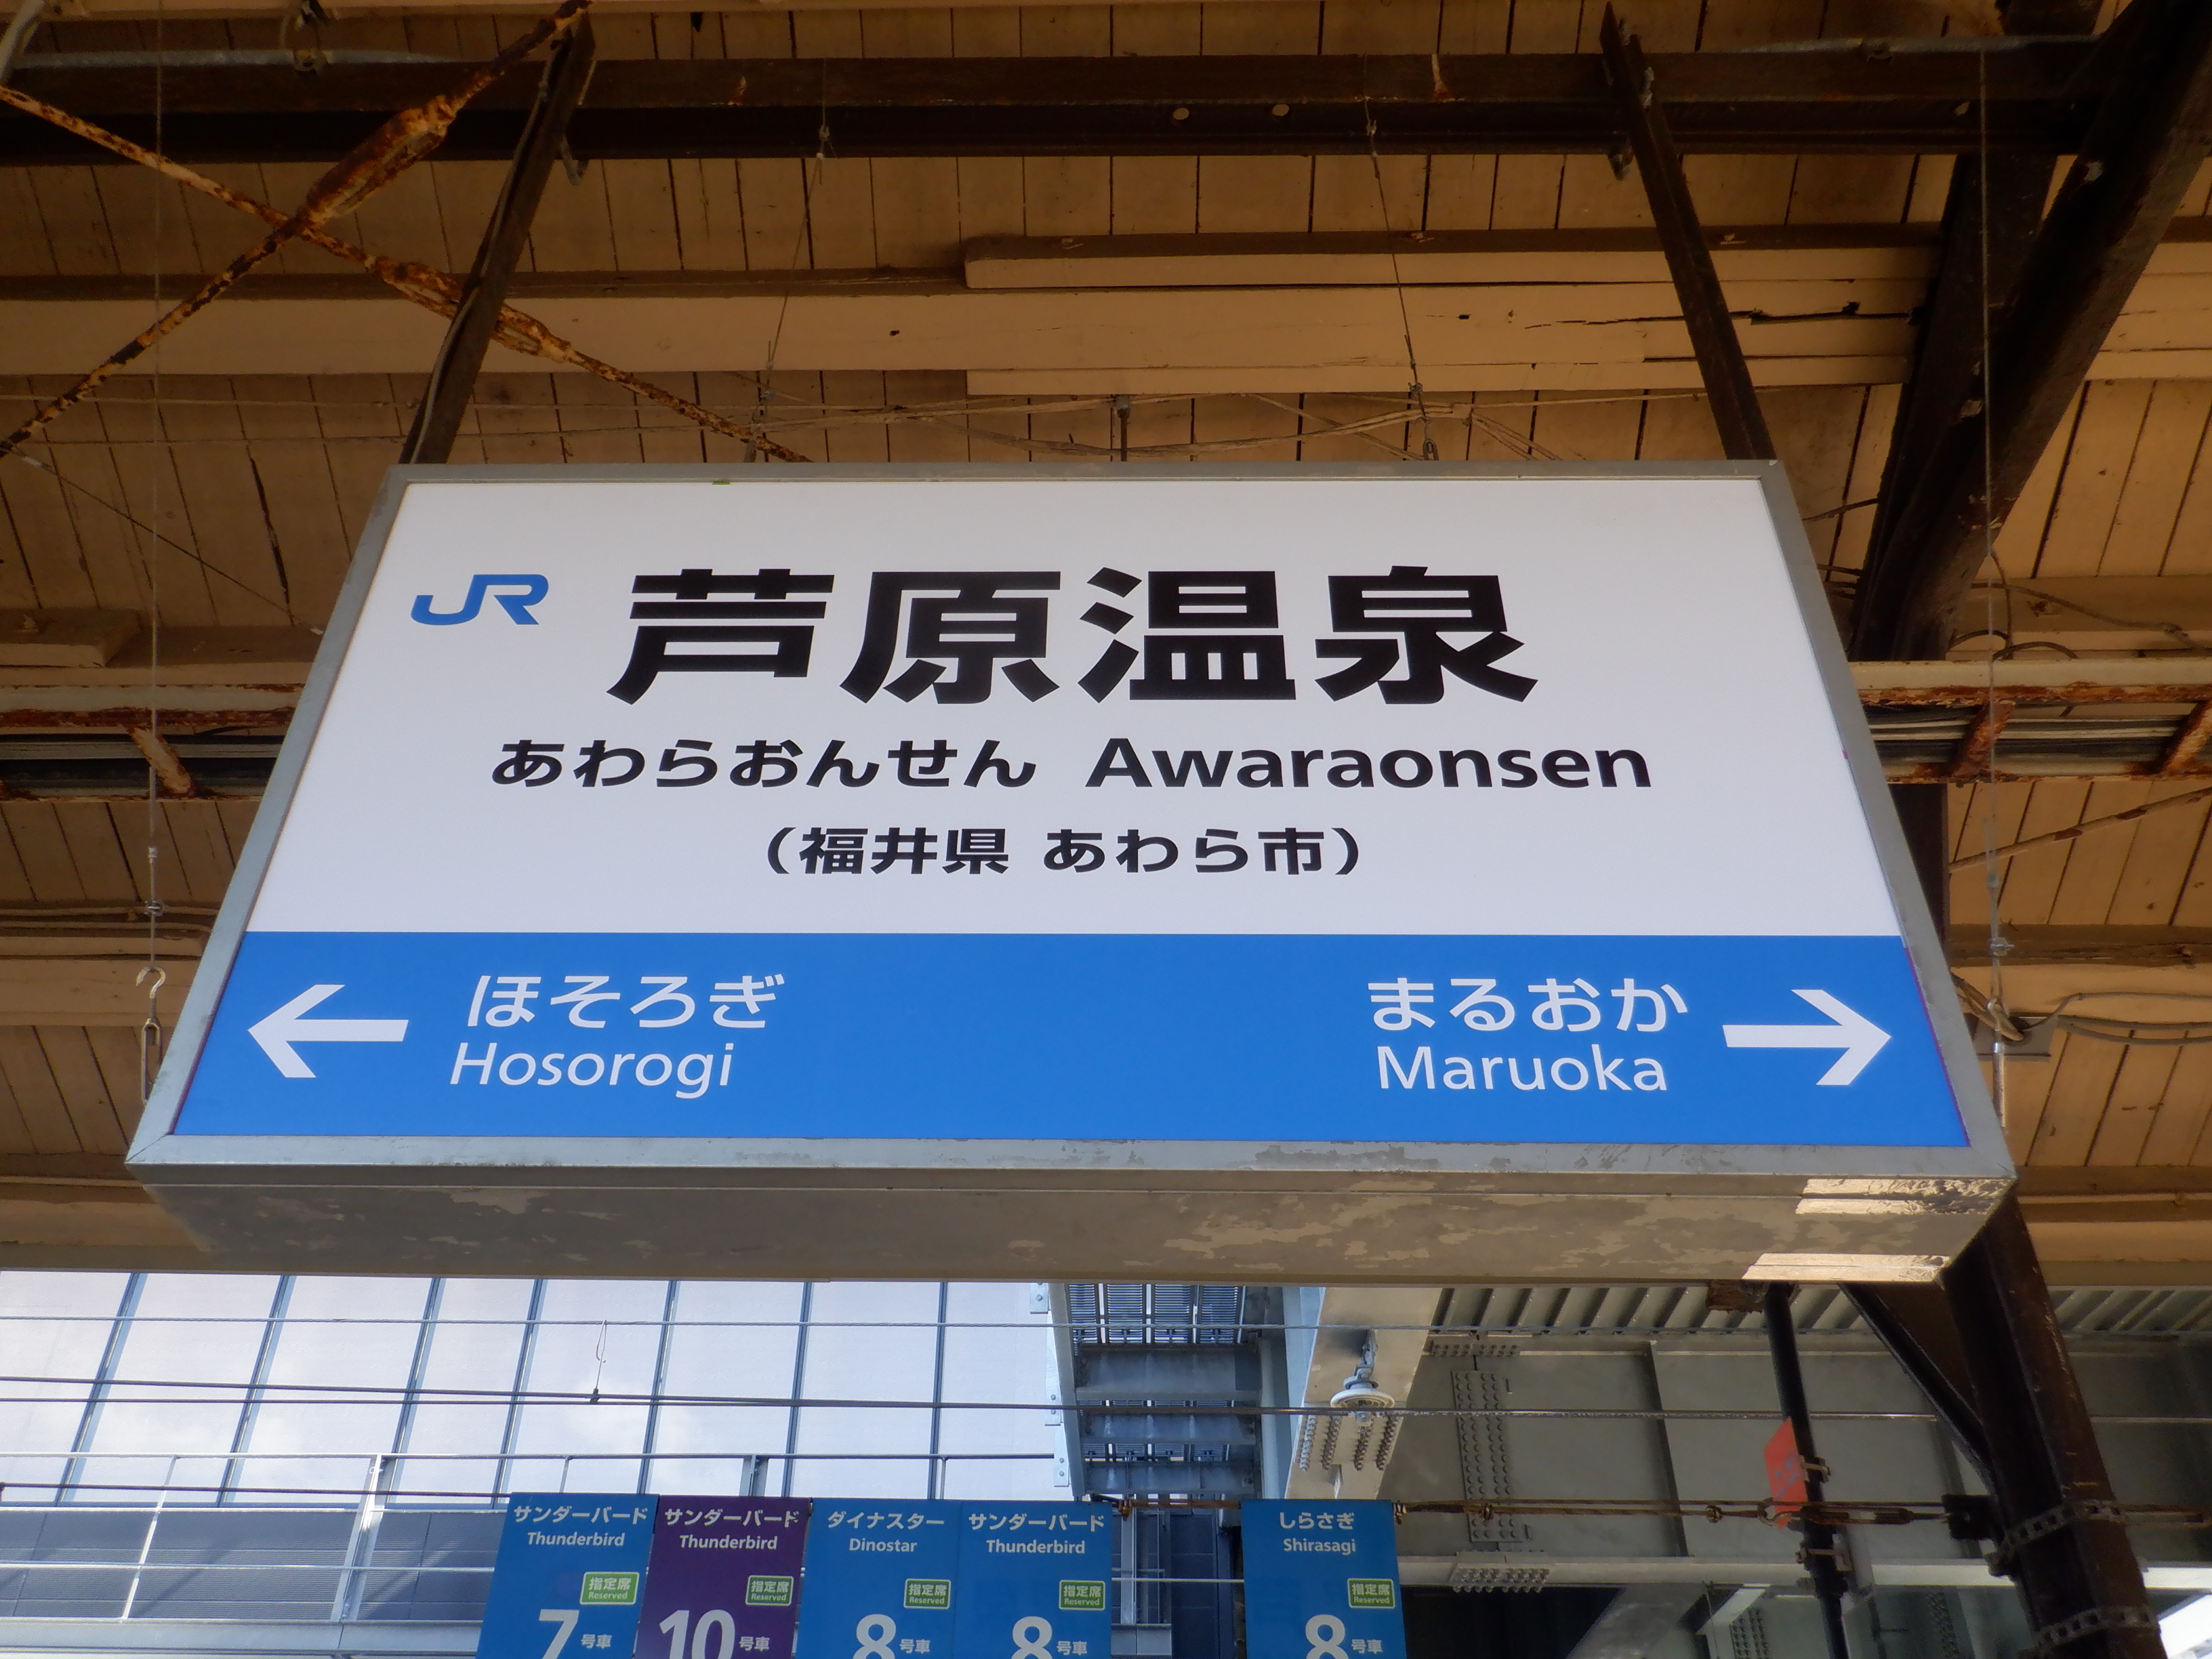 JR 芦原温泉
あわらおんせん Awaraonsen
（福井県 あわら市）
← ほそろぎ
Hosorogi
まるおか →
Maruoka
サンダーバード
Thunderbird
指定席
Reserved
7号車
サンダーバード
Thunderbird
指定席
Reserved
10号車
ダイナスター
Dinostar
指定席
Reserved
8号車
サンダーバード
Thunderbird
指定席
Reserved
8号車
しらさぎ
Shirasagi
指定席
Reserved
8号車